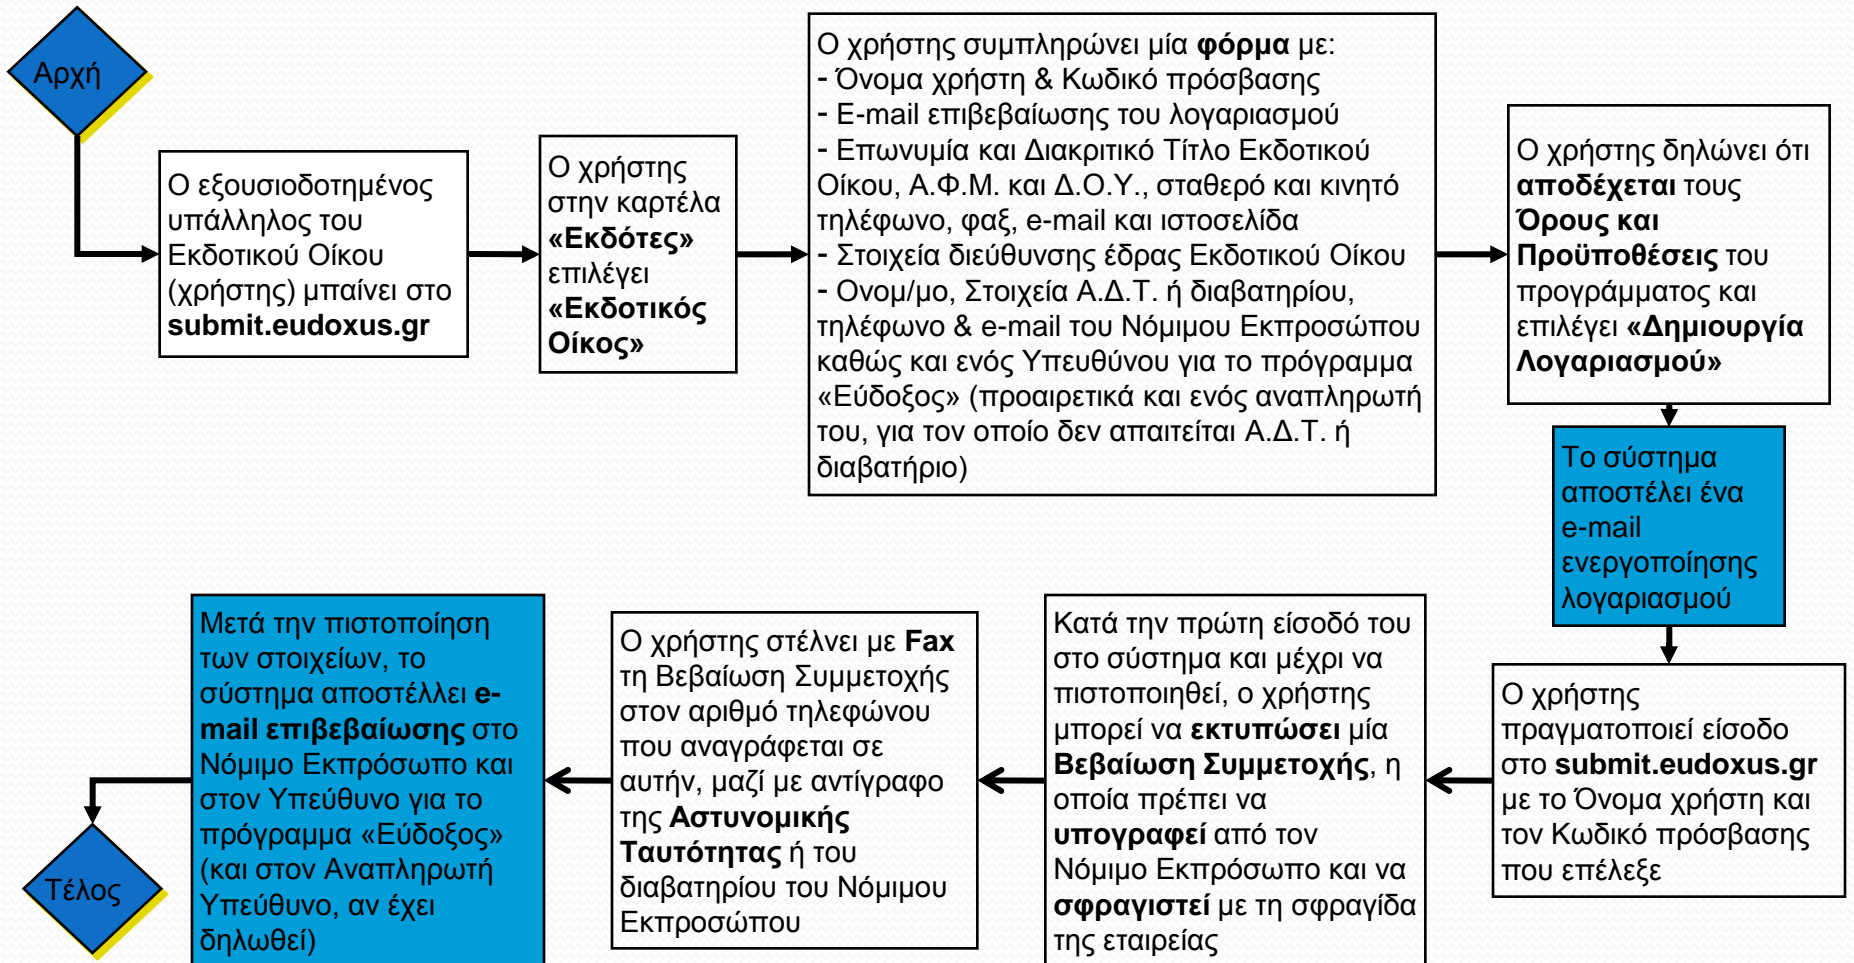 Αρχή
Ο εξουσιοδοτημένος
υπάλληλος του
Εκδοτικού Οίκου
(χρήστης) μπαίνει στο
submit.eudoxus.gr
Ο χρήστης
στην καρτέλα
«Εκδότες»
επιλέγει
«Εκδοτικός
Οίκος»
Ο χρήστης συμπληρώνει μία φόρμα με:
- Όνομα χρήστη & Κωδικό πρόσβασης
- E-mail επιβεβαίωσης του λογαριασμού
- Επωνυμία και Διακριτικό Τίτλο Εκδοτικού
Οίκου, Α.Φ.Μ. και Δ.Ο.Υ., σταθερό και κινητό
τηλέφωνο, φαξ, e-mail και ιστοσελίδα
- Στοιχεία διεύθυνσης έδρας Εκδοτικού Οίκου
- Ονομ/μο, Στοιχεία Α.Δ.Τ. ή διαβατηρίου,
τηλέφωνο & e-mail του Νόμιμου Εκπροσώπου
καθώς και ενός Υπευθύνου για το πρόγραμμα
«Εύδοξος» (προαιρετικά και ενός αναπληρωτή
του, για τον οποίο δεν απαιτείται Α.Δ.Τ. ή
διαβατήριο)
Ο χρήστης δηλώνει ότι
αποδέχεται τους
Όρους και
Προϋποθέσεις του
προγράμματος και
επιλέγει «Δημιουργία
Λογαριασμού»
Το σύστημα
αποστέλει ένα
e-mail
ενεργοποίησης
λογαριασμού
Ο χρήστης
πραγματοποιεί είσοδο
στο submit.eudoxus.gr
με το Όνομα χρήστη και
τον Κωδικό πρόσβασης
που επέλεξε
Κατά την πρώτη είσοδό του
στο σύστημα και μέχρι να
πιστοποιηθεί, ο χρήστης
μπορεί να εκτυπώσει μία
Βεβαίωση Συμμετοχής, η
οποία πρέπει να
υπογραφεί από τον
Νόμιμο Εκπρόσωπο και να
σφραγιστεί με τη σφραγίδα
της εταιρείας
Ο χρήστης στέλνει με Fax
τη Βεβαίωση Συμμετοχής
στον αριθμό τηλεφώνου
που αναγράφεται σε
αυτήν, μαζί με αντίγραφο
της Αστυνομικής
Ταυτότητας ή του
διαβατηρίου του Νόμιμου
Εκπροσώπου
Μετά την πιστοποίηση
των στοιχείων, το
σύστημα αποστέλλει e-
mail επιβεβαίωσης στο
Νόμιμο Εκπρόσωπο και
στον Υπεύθυνο για το
πρόγραμμα «Εύδοξος»
(και στον Αναπληρωτή
Υπεύθυνο, αν έχει
δηλωθεί)
Τέλος